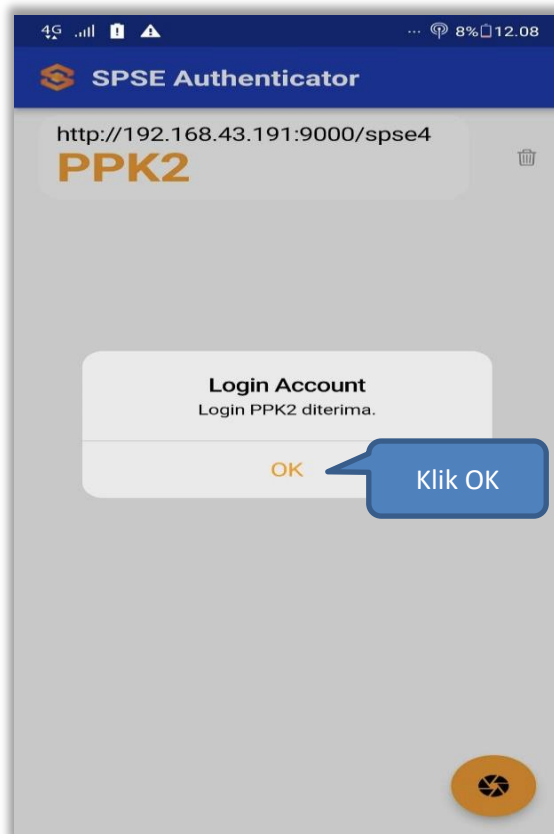 4G 8% 12.08
SPSE Authenticator
http://192.168.43.191:9000/spse4
PPK2
Login Account
Login PPK2 diterima.
OK
Klik OK